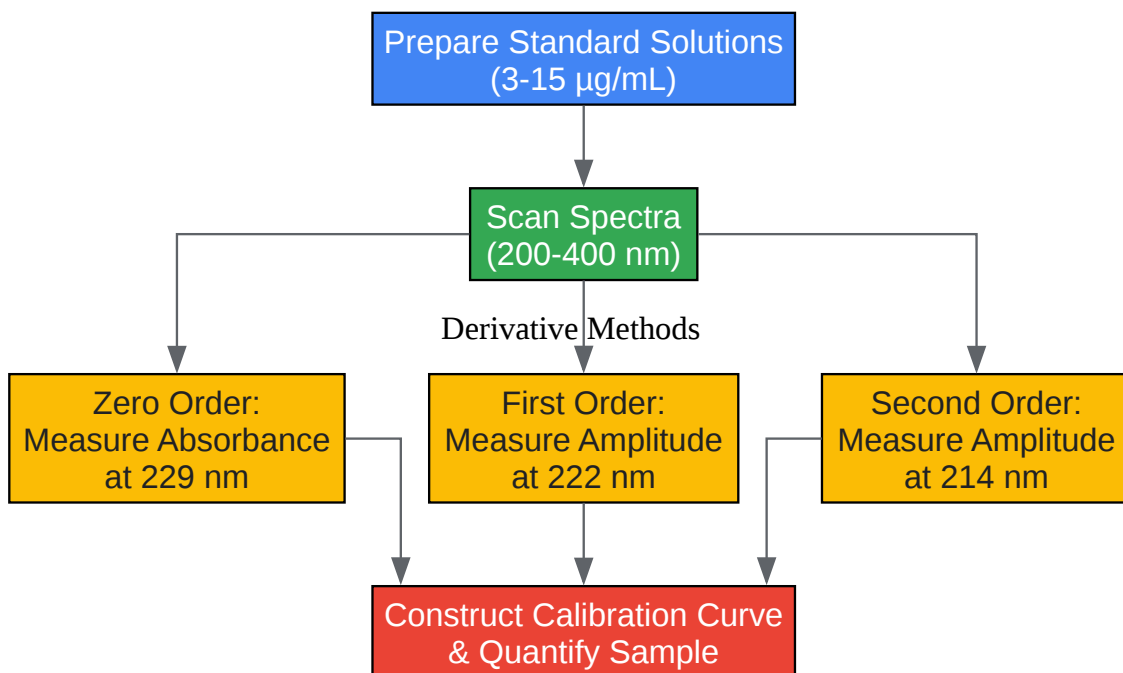 Prepare Standard Solutions
(3-15 µg/mL)
Scan Spectra
(200-400 nm)
Derivative Methods
Zero Order:
Measure Absorbance
at 229 nm
First Order:
Measure Amplitude
at 222 nm
Second Order:
Measure Amplitude
at 214 nm
Construct Calibration Curve
& Quantify Sample